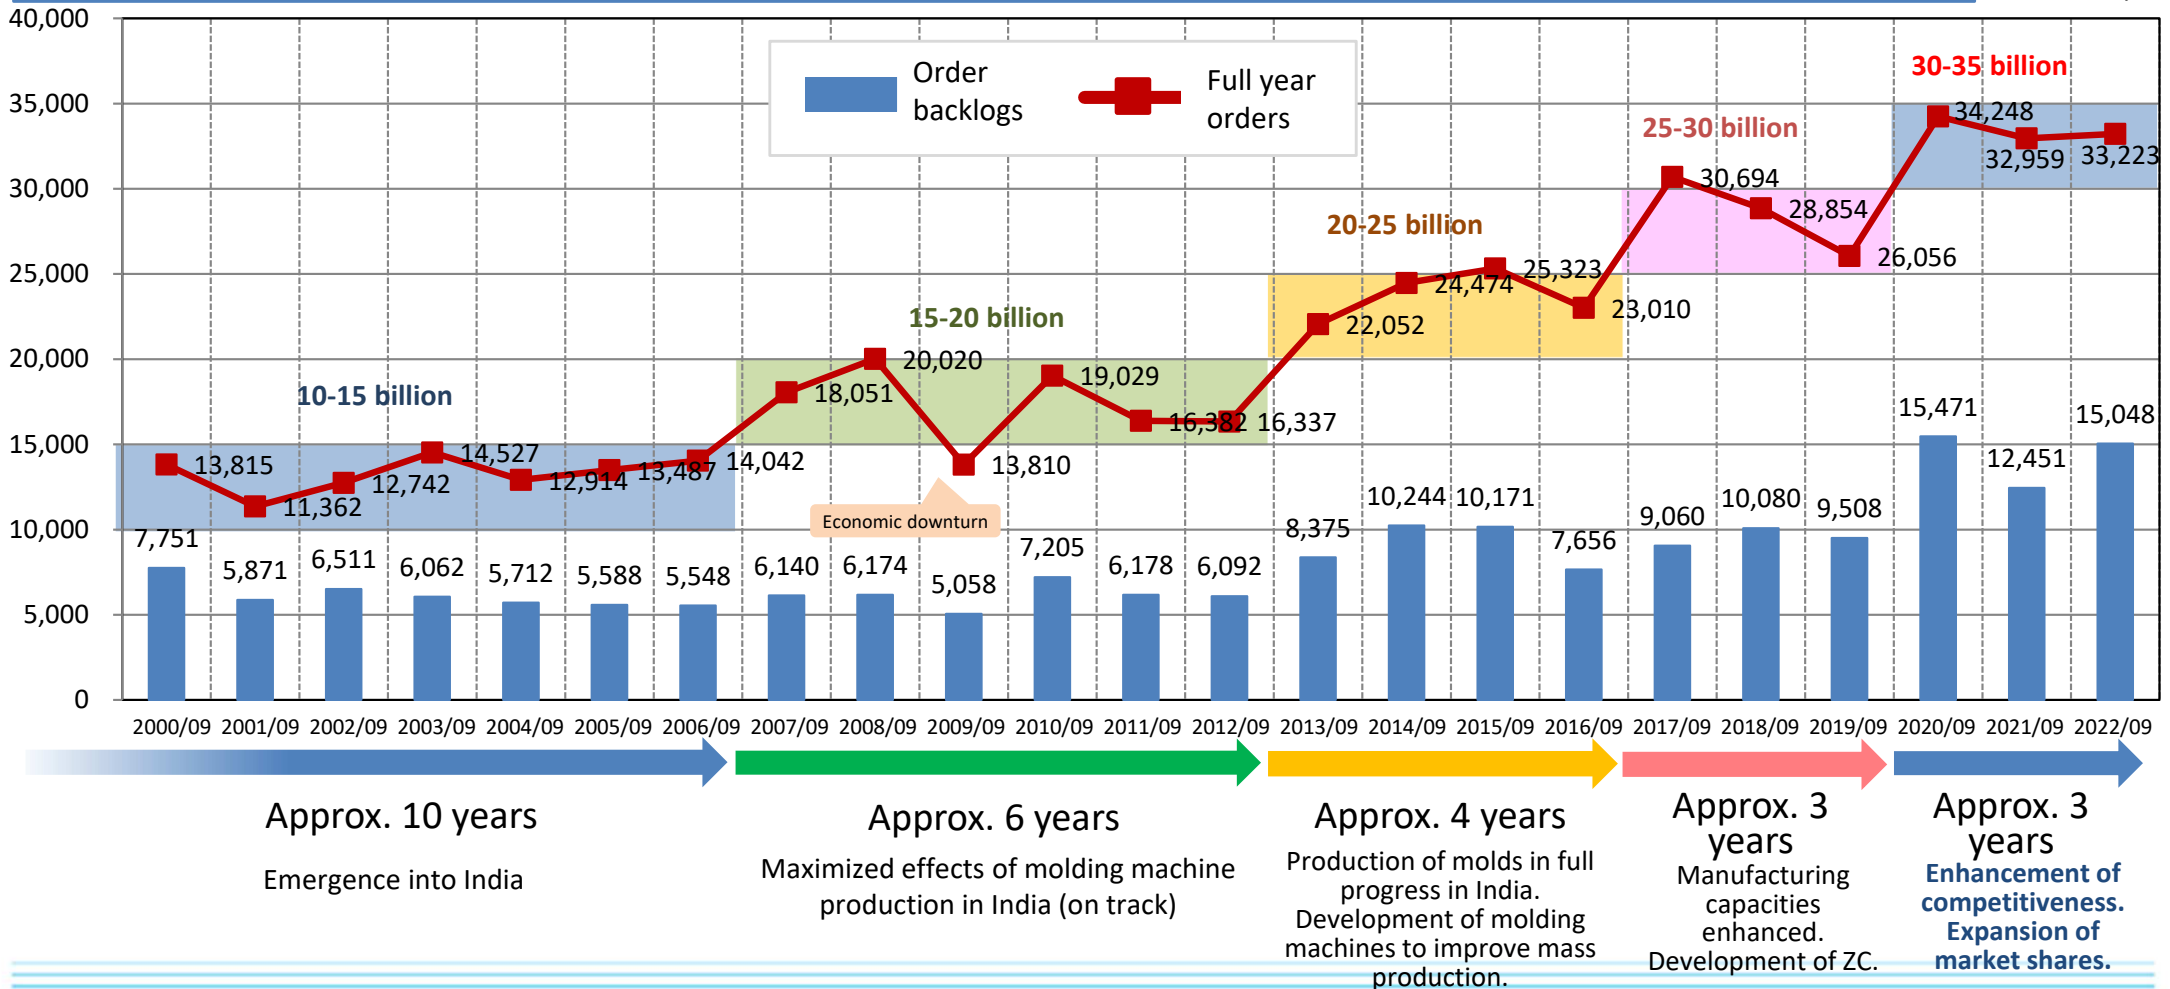 40,000
35,000
30,000
25,000
20,000
15,000
10,000
5,000
0
Order
backlogs
Full year
orders
10-15 billion
15-20 billion
20-25 billion
25-30 billion
30-35 billion
13,815
11,362
12,742
14,527
12,914
13,487
14,042
18,051
20,020
13,810
19,029
16,382
16,337
22,052
24,474
25,323
23,010
30,694
28,854
26,056
34,248
32,959
33,223
Economic downturn
7,751
5,871
6,511
6,062
5,712
5,588
5,548
6,140
6,174
5,058
7,205
6,178
6,092
8,375
10,244
10,171
7,656
9,060
10,080
9,508
15,471
12,451
15,048
2000/09 2001/09 2002/09 2003/09 2004/09 2005/09 2006/09 2007/09 2008/09 2009/09 2010/09 2011/09 2012/09 2013/09 2014/09 2015/09 2016/09 2017/09 2018/09 2019/09 2020/09 2021/09 2022/09
Approx. 10 years
Emergence into India
Approx. 6 years
Maximized effects of molding machine
production in India (on track)
Approx. 4 years
Production of molds in full
progress in India.
Development of molding
machines to improve mass
production.
Approx. 3
years
Manufacturing
capacities
enhanced.
Development of ZC.
Approx. 3
years
Enhancement of
competitiveness.
Expansion of
market shares.